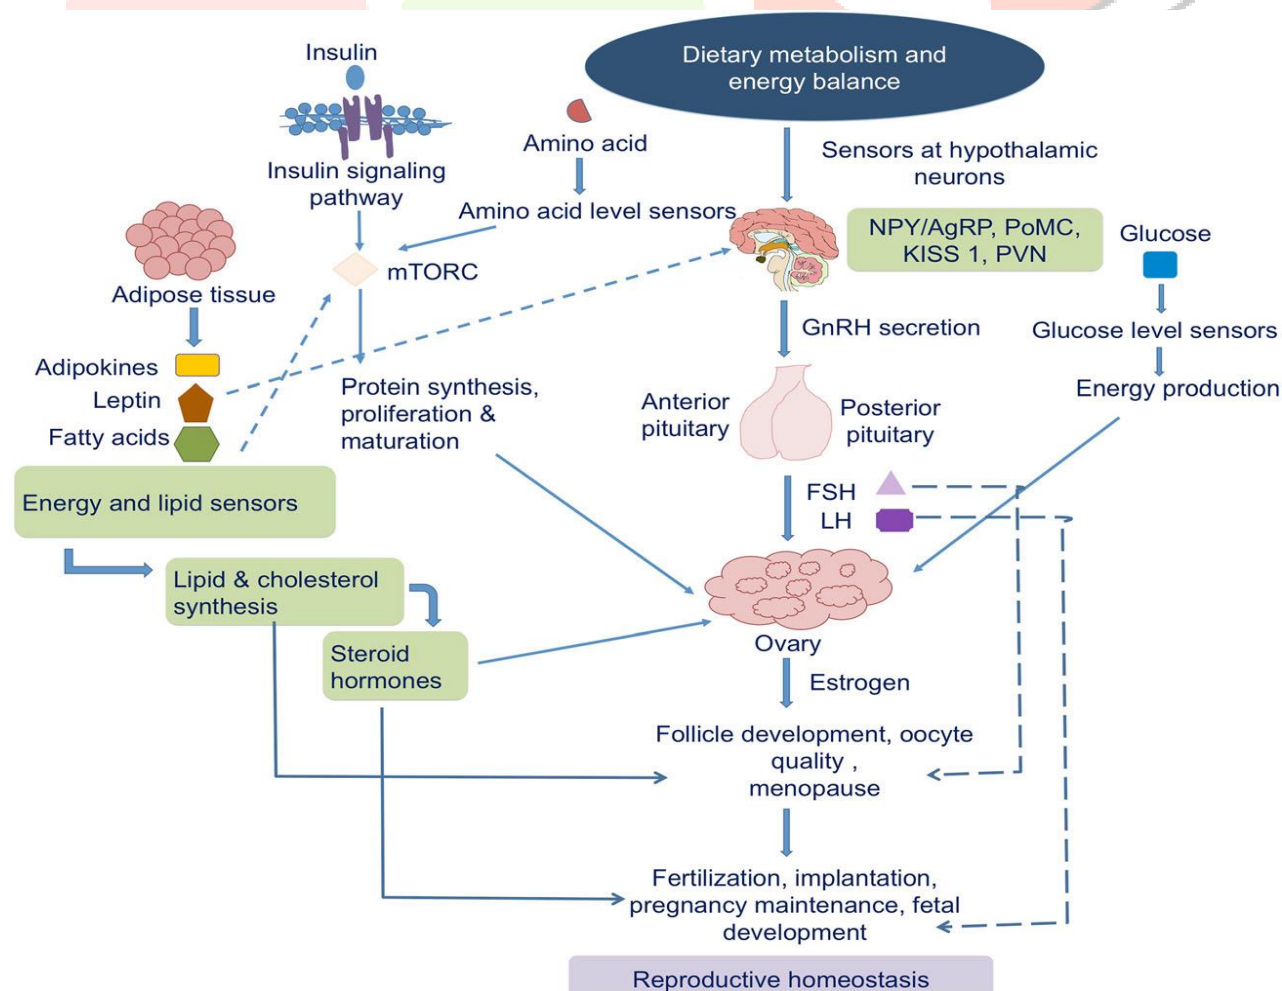 Insulin
Dietary metabolism and
energy balance
Amino acid
Insulin signaling
pathway
Sensors at hypothalamic
neurons
Amino acid level sensors
NPY/AgRP, PoMC,
KISS 1, PVN
Glucose
mTORC
Adipose tissue
GnRH secretion
Glucose level sensors
Adipokines
Leptin
Fatty acids
Protein synthesis,
proliferation &
maturation
Anterior
pituitary
Posterior
pituitary
Energy production
Energy and lipid sensors
FSH
LH
Lipid & cholesterol
synthesis
Steroid
hormones
Ovary
Estrogen
Follicle development, oocyte
quality ,
menopause
Fertilization, implantation,
pregnancy maintenance, fetal
development
Reproductive homeostasis